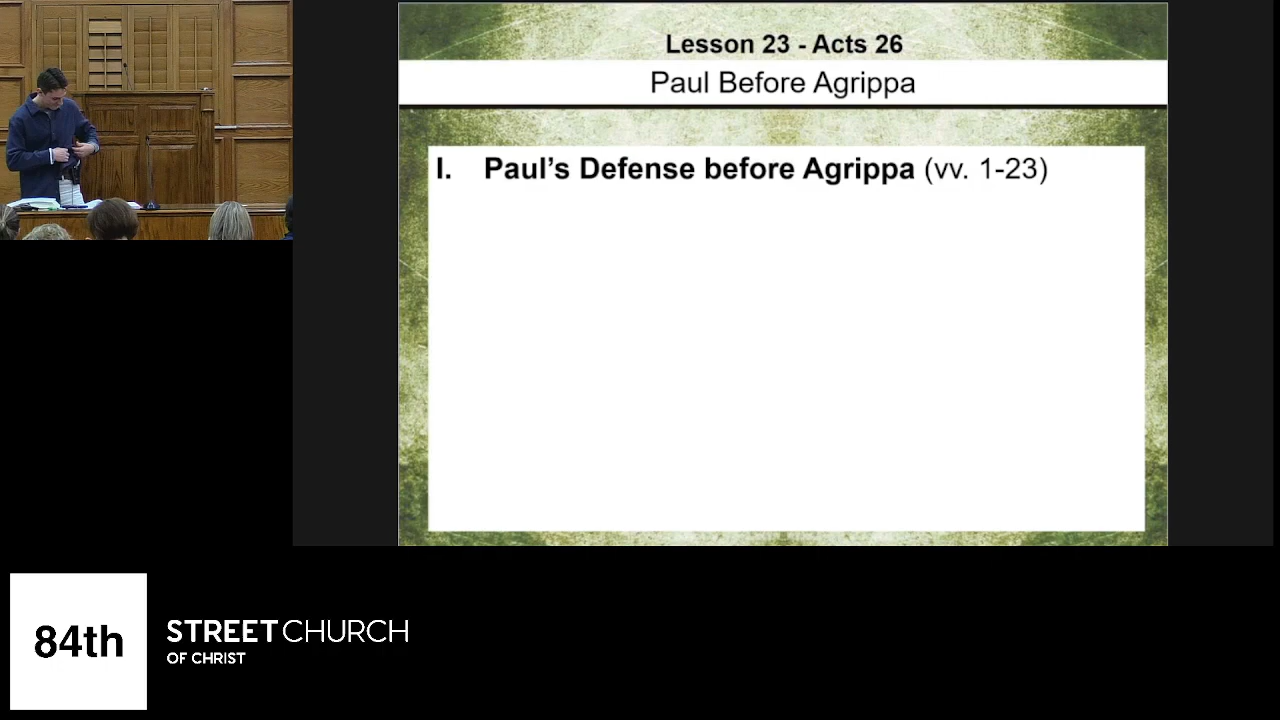 Lesson 23 - Acts 26
Paul Before Agrippa
I. Paul's Defense before Agrippa (vv. 1-23)
84th
STREET CHURCH
OF CHRIST